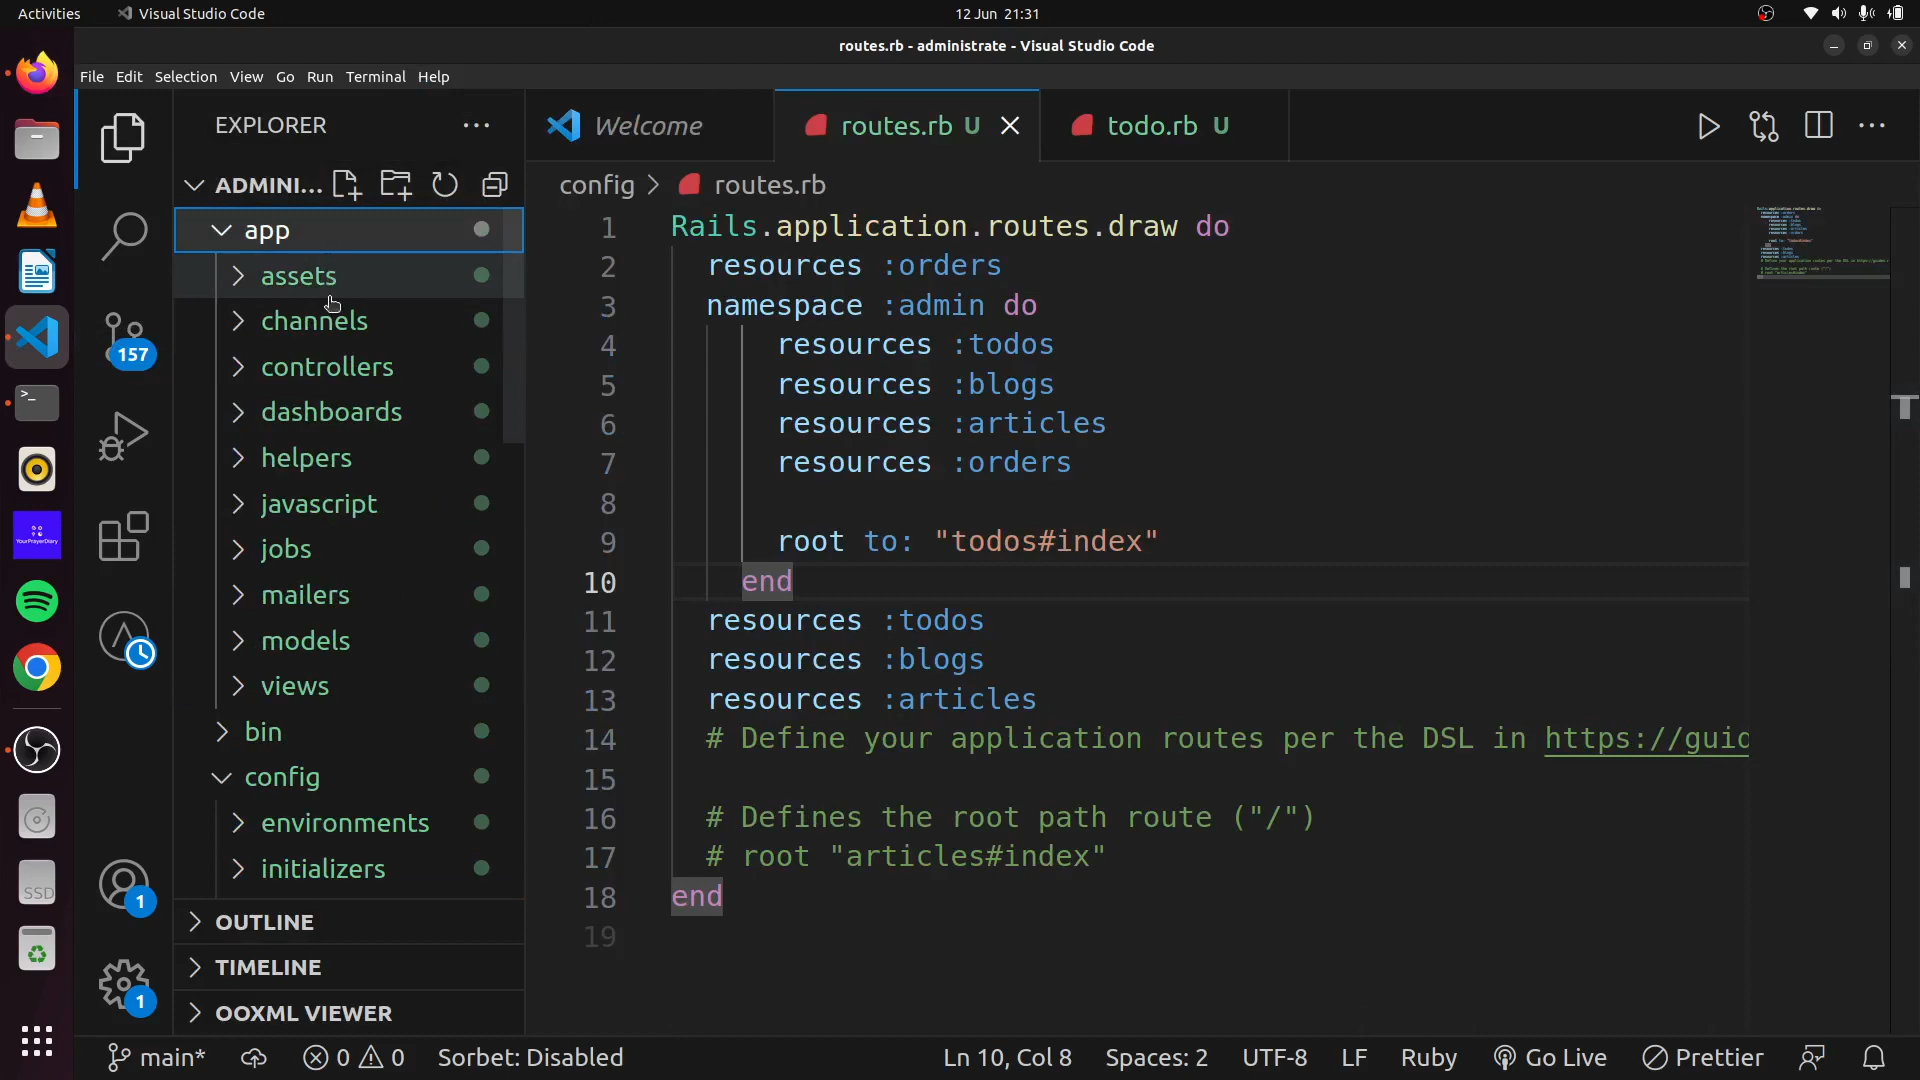 Activities
Visual Studio Code
12 Jun 21:31
routes.rb - administrate - Visual Studio Code
File Edit Selection View Go Run Terminal Help
EXPLORER
Welcome
routes.rb U
todo.rb U
ADMINI...
config > routes.rb
app
assets
channels
controllers
dashboards
helpers
javascript
jobs
mailers
models
views
bin
config
environments
initializers
OUTLINE
TIMELINE
OOXML VIEWER
157
1
1
YourPrayerDiary
SSD
1 Rails.application.routes.draw do
2 resources :orders
3 namespace :admin do
4 resources :todos
5 resources :blogs
6 resources :articles
7 resources :orders
8
9 root to: "todos#index"
10 end
11 resources :todos
12 resources :blogs
13 resources :articles
14 # Define your application routes per the DSL in https://guid
15
16 # Defines the root path route ("/")
17 # root "articles#index"
18 end
19
main* 0 0 Sorbet: Disabled Ln 10, Col 8 Spaces: 2 UTF-8 LF Ruby Go Live Prettier